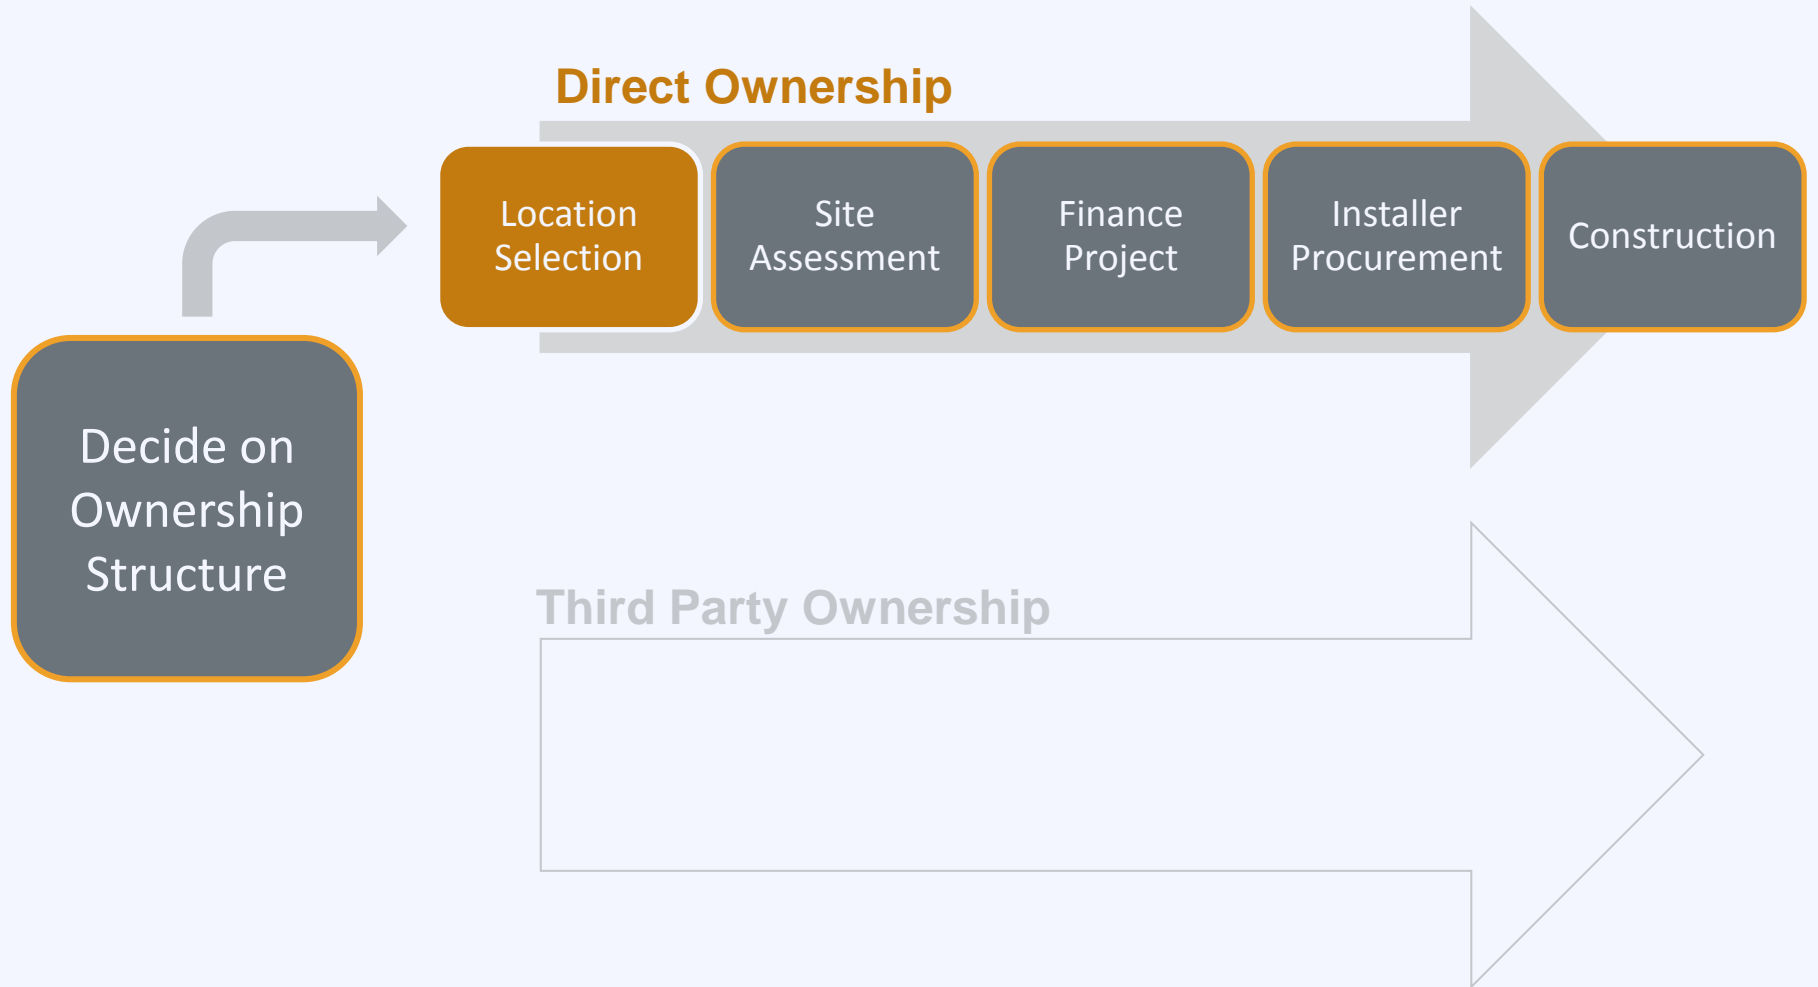 Direct Ownership
Location
Selection
Site
Assessment
Finance
Project
Installer
Procurement
Construction
Decide on
Ownership
Structure
Third Party Ownership